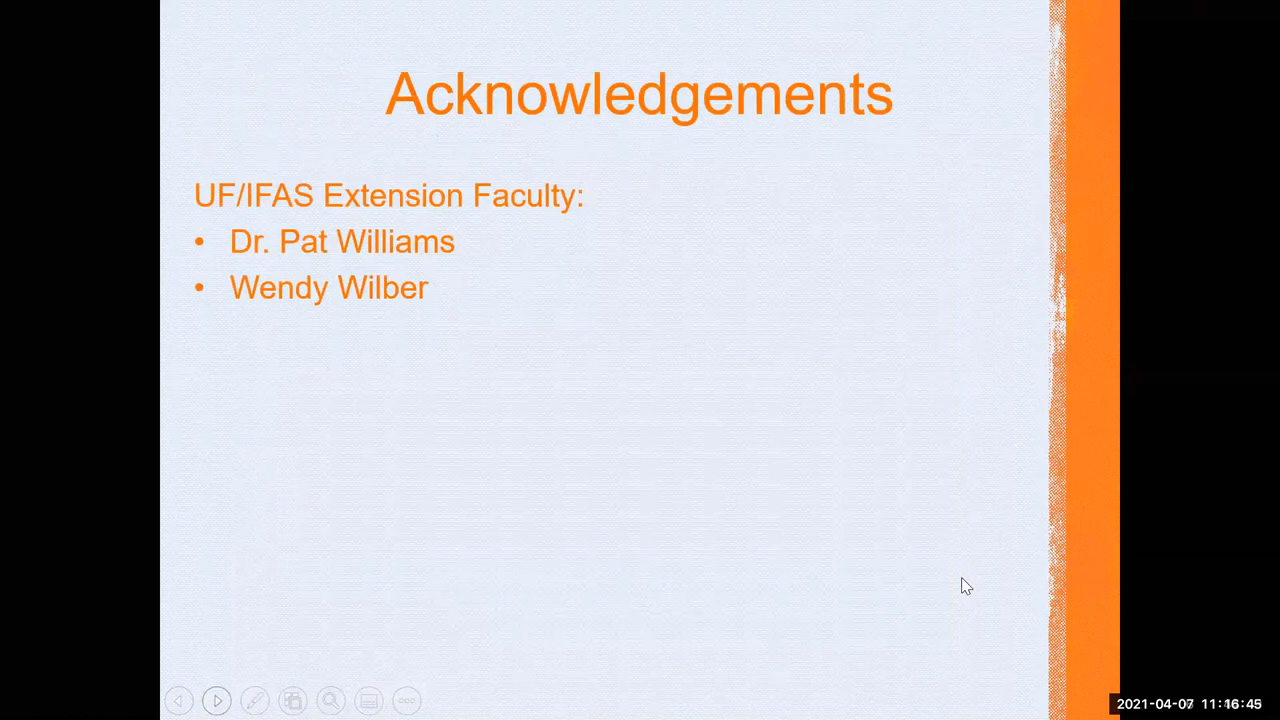 Acknowledgements
UF/IFAS Extension Faculty:
• Dr. Pat Williams
• Wendy Wilber
2021-04-07 11:16:45